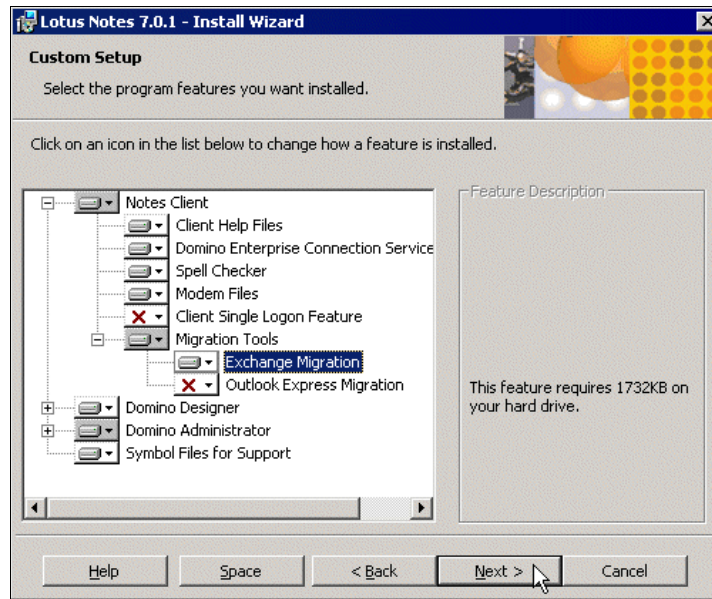 Lotus Notes 7.0.1 - Install Wizard
Custom Setup
Select the program features you want installed.
Click on an icon in the list below to change how a feature is installed.
Notes Client
Client Help Files
Domino Enterprise Connection Service
Spell Checker
Modem Files
Client Single Logon Feature
Migration Tools
Exchange Migration
Outlook Express Migration
Domino Designer
Domino Administrator
Symbol Files for Support
Feature Description
This feature requires 1732KB on
your hard drive.
Help Space < Back Next > Cancel